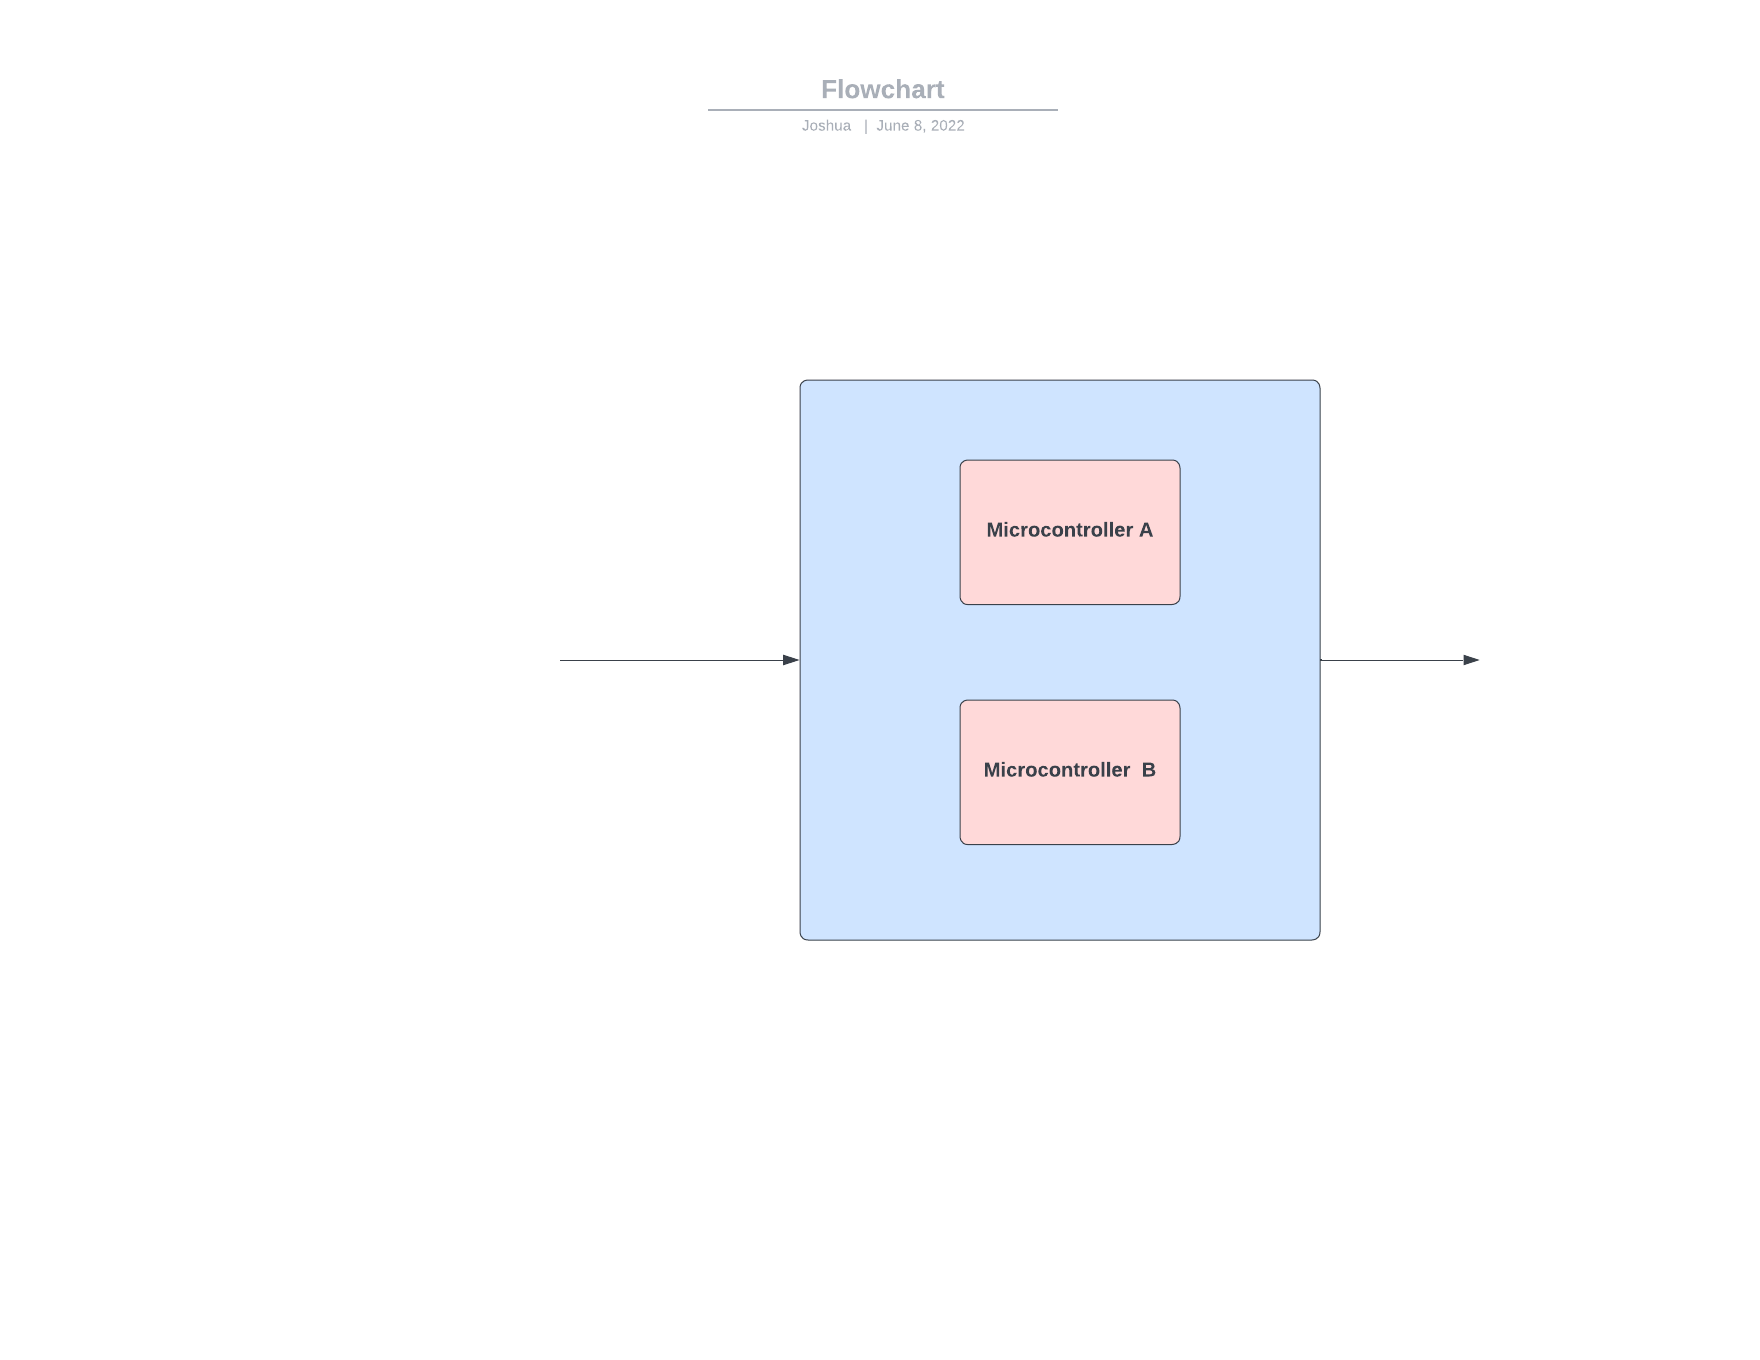 Flowchart
Joshua | June 8, 2022
Microcontroller A
Microcontroller B